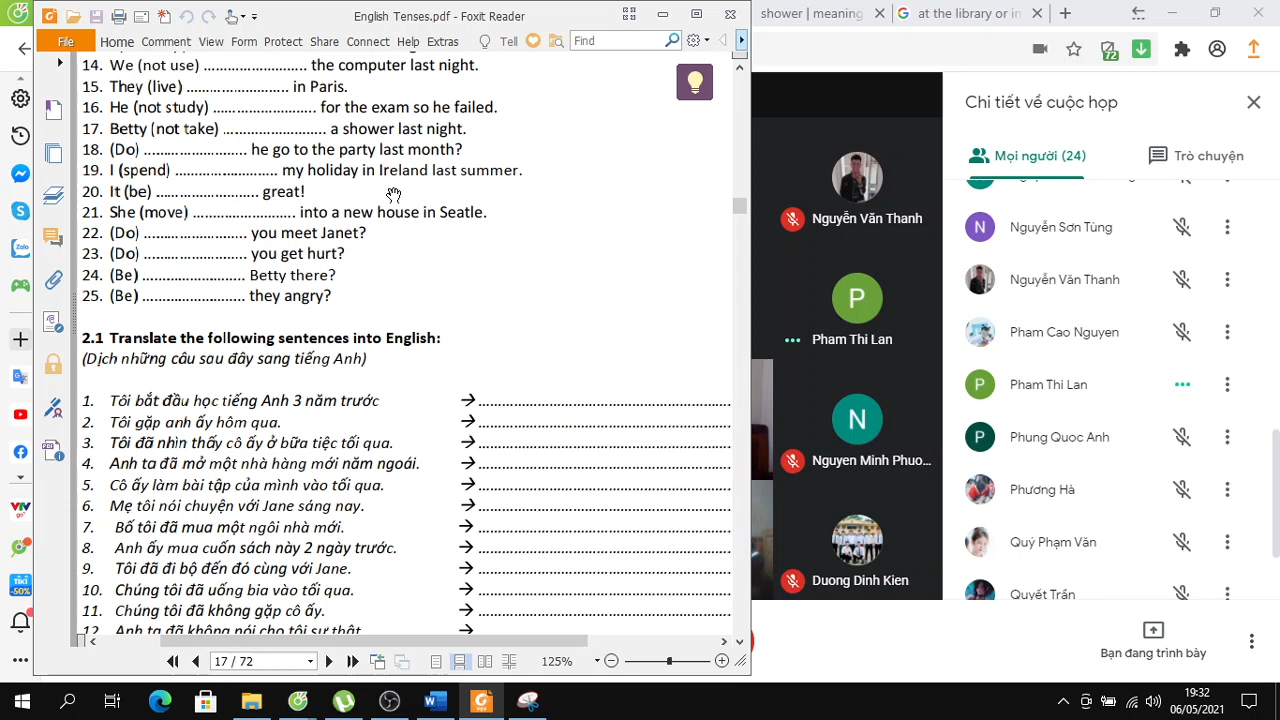 English Tenses.pdf - Foxit Reader
shower | meaning
at the library or in
File Home Comment View Form Protect Share Connect Help Extras Tell Find
72
14. We (not use) .......................... the computer last night.
15. They (live) .......................... in Paris.
16. He (not study) .......................... for the exam so he failed.
17. Betty (not take) .......................... a shower last night.
18. (Do) .......................... he go to the party last month?
19. I (spend) .......................... my holiday in Ireland last summer.
20. It (be) .......................... great!
21. She (move) .......................... into a new house in Seatle.
22. (Do) .......................... you meet Janet?
23. (Do) .......................... you get hurt?
24. (Be) .......................... Betty there?
25. (Be) .......................... they angry?
2.1 Translate the following sentences into English:
(Dịch những câu sau đây sang tiếng Anh)
1. Tôi bắt đầu học tiếng Anh 3 năm trước → ................................................................
2. Tôi gặp anh ấy hôm qua. → ................................................................
3. Tôi đã nhìn thấy cô ấy ở bữa tiệc tối qua. → ................................................................
4. Anh ta đã mở một nhà hàng mới năm ngoái. → ................................................................
5. Cô ấy làm bài tập của mình vào tối qua. → ................................................................
6. Mẹ tôi nói chuyện với Jane sáng nay. → ................................................................
7. Bố tôi đã mua một ngôi nhà mới. → ................................................................
8. Anh ấy mua cuốn sách này 2 ngày trước. → ................................................................
9. Tôi đã đi bộ đến đó cùng với Jane. → ................................................................
10. Chúng tôi đã uống bia vào tối qua. → ................................................................
11. Chúng tôi đã không gặp cô ấy. → ................................................................
12. Anh ta đã không nói cho tôi sự thật →
17 / 72
125%
Nguyễn Văn Thanh
P
Pham Thi Lan
N
Nguyen Minh Phuo...
Duong Dinh Kien
Chi tiết về cuộc họp
Mọi người (24)
Trò chuyện
N Nguyễn Sơn Tùng
Nguyễn Văn Thanh
Pham Cao Nguyen
P Pham Thi Lan
P Phung Quoc Anh
Phương Hà
Quý Phạm Văn
Quyết Trần
Bạn đang trình bày
Zalo
VTV
go
TIKI
-50%
PDF
19:32
06/05/2021